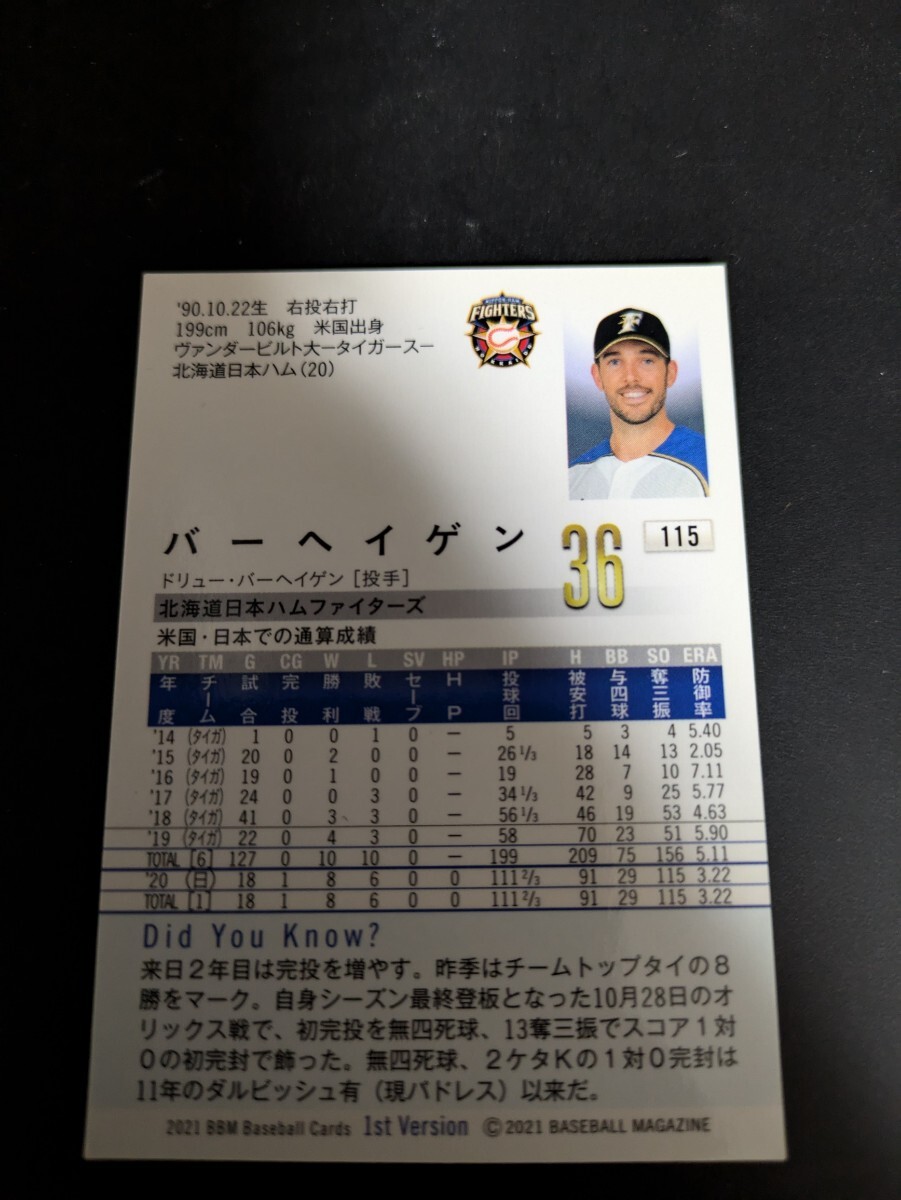 '90.10.22生 右投右打
199cm 106kg 米国出身
ヴァンダービルト大ータイガースー
北海道日本ハム(20)
NIPPON-HAM
FIGHTERS
HOKKAIDO
F
バーヘイゲン 36 115
ドリュー・バーヘイゲン[投手]
北海道日本ハムファイターズ
米国・日本での通算成績
YR TM G CG W L SV HP IP H BB SO ERA
年度 チーム 試合 完投 勝利 敗戦 セーブ HP 投球回 被安打 与四球 奪三振 防御率
'14 (タイガ) 1 0 0 1 0 — 5 5 3 4 5.40
'15 (タイガ) 20 0 2 0 0 — 26 1/3 18 14 13 2.05
'16 (タイガ) 19 0 1 0 0 — 19 28 7 10 7.11
'17 (タイガ) 24 0 0 3 0 — 34 1/3 42 9 25 5.77
'18 (タイガ) 41 0 3 3 0 — 56 1/3 46 19 53 4.63
'19 (タイガ) 22 0 4 3 0 — 58 70 23 51 5.90
TOTAL [6] 127 0 10 10 0 — 199 209 75 156 5.11
'20 (日) 18 1 8 6 0 0 111 2/3 91 29 115 3.22
TOTAL [1] 18 1 8 6 0 0 111 2/3 91 29 115 3.22
Did You Know?
来日2年目は完投を増やす。昨季はチームトップタイの8
勝をマーク。自身シーズン最終登板となった10月28日のオ
リックス戦で、初完投を無四死球、13奪三振でスコア1対
0の初完封で飾った。無四死球、2ケタKの1対0完封は
11年のダルビッシュ有(現パドレス)以来だ。
2021 BBM Baseball Cards 1st Version ©2021 BASEBALL MAGAZINE